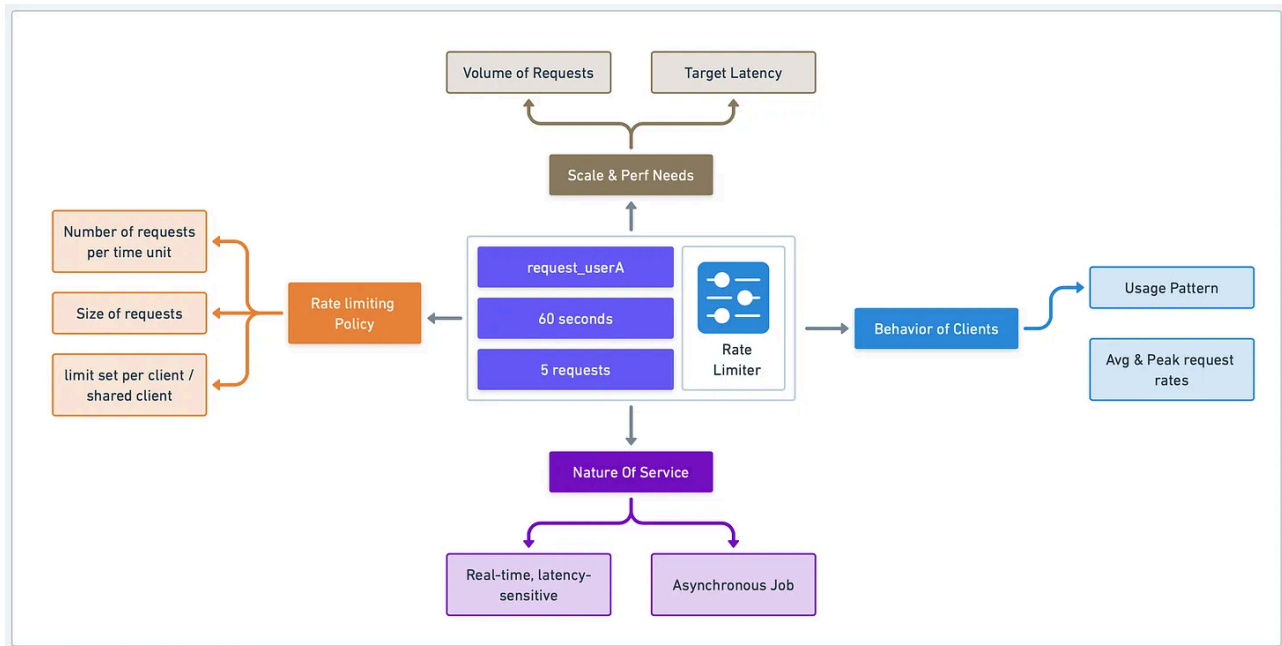 Volume of Requests
Target Latency
Scale & Perf Needs
Number of requests
per time unit
Size of requests
limit set per client /
shared client
Rate limiting
Policy
request_userA
60 seconds
5 requests
Rate
Limiter
Behavior of Clients
Usage Pattern
Avg & Peak request
rates
Nature Of Service
Real-time, latency-
sensitive
Asynchronous Job